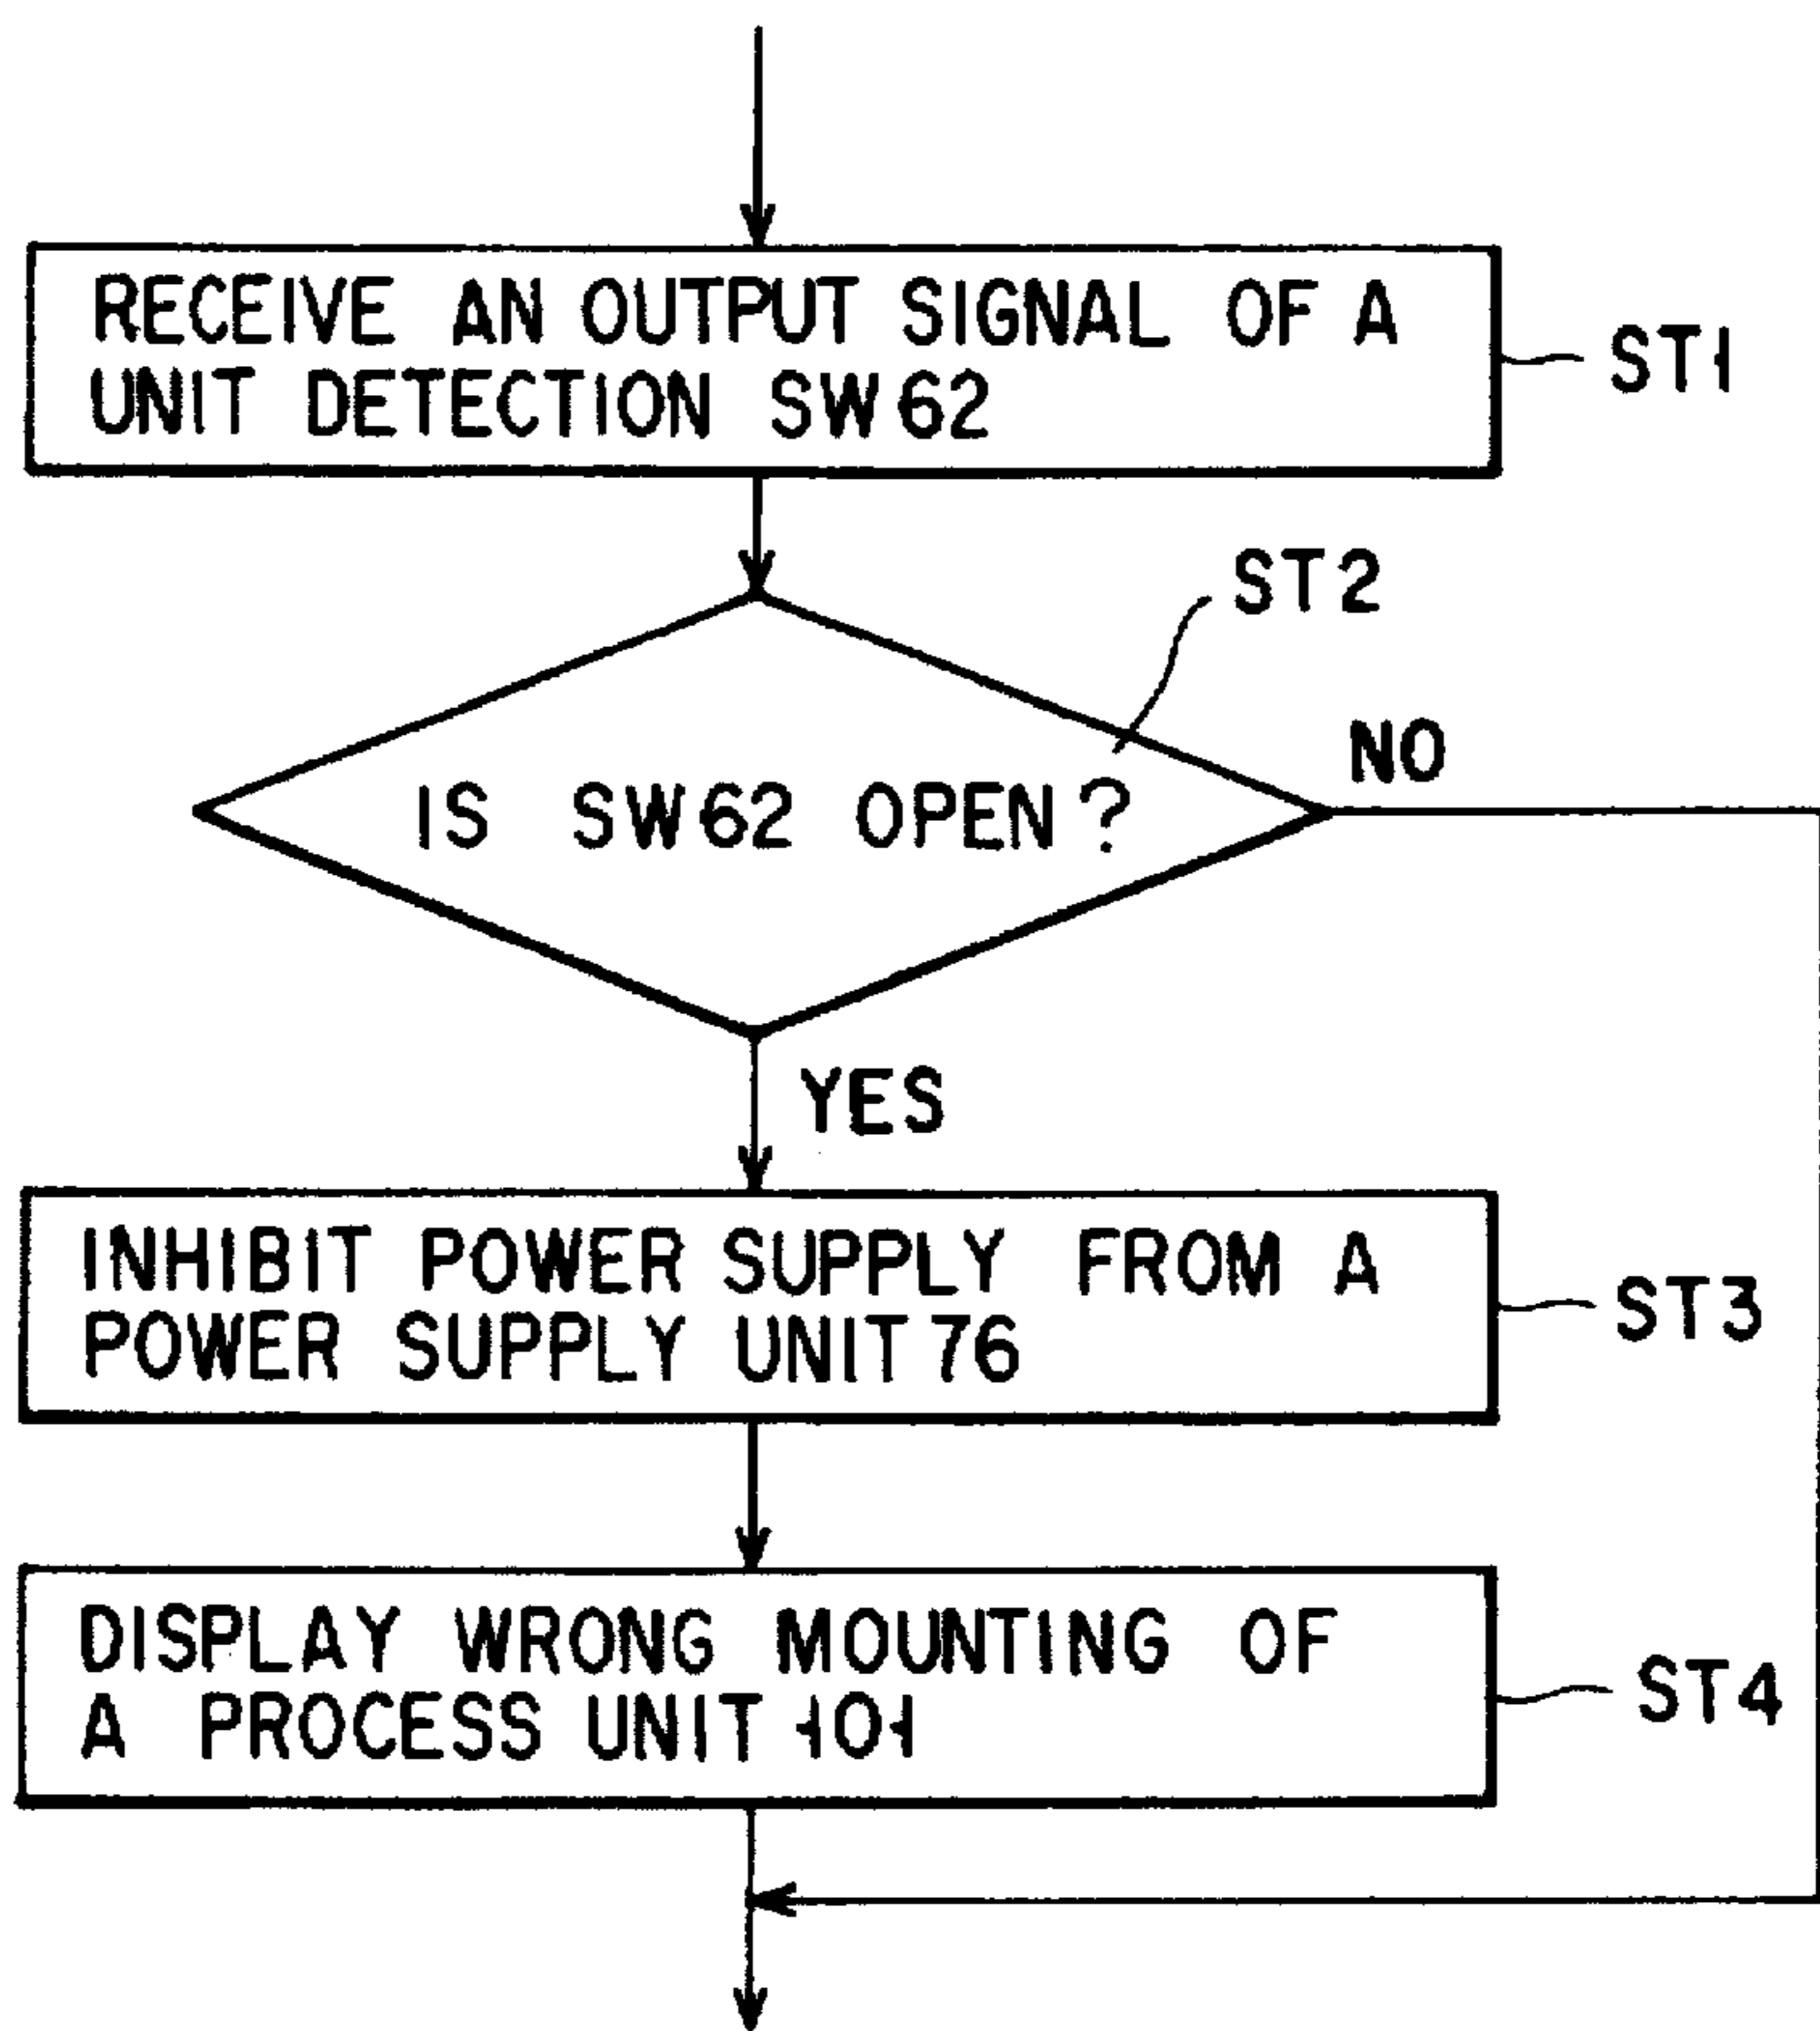 RECEIVE AN OUTPUT SIGNAL OF A
UNIT DETECTION SW62
ST1
ST2
IS SW62 OPEN?
NO
YES
INHIBIT POWER SUPPLY FROM A
POWER SUPPLY UNIT 76
ST3
DISPLAY WRONG MOUNTING OF
A PROCESS UNIT 101
ST4